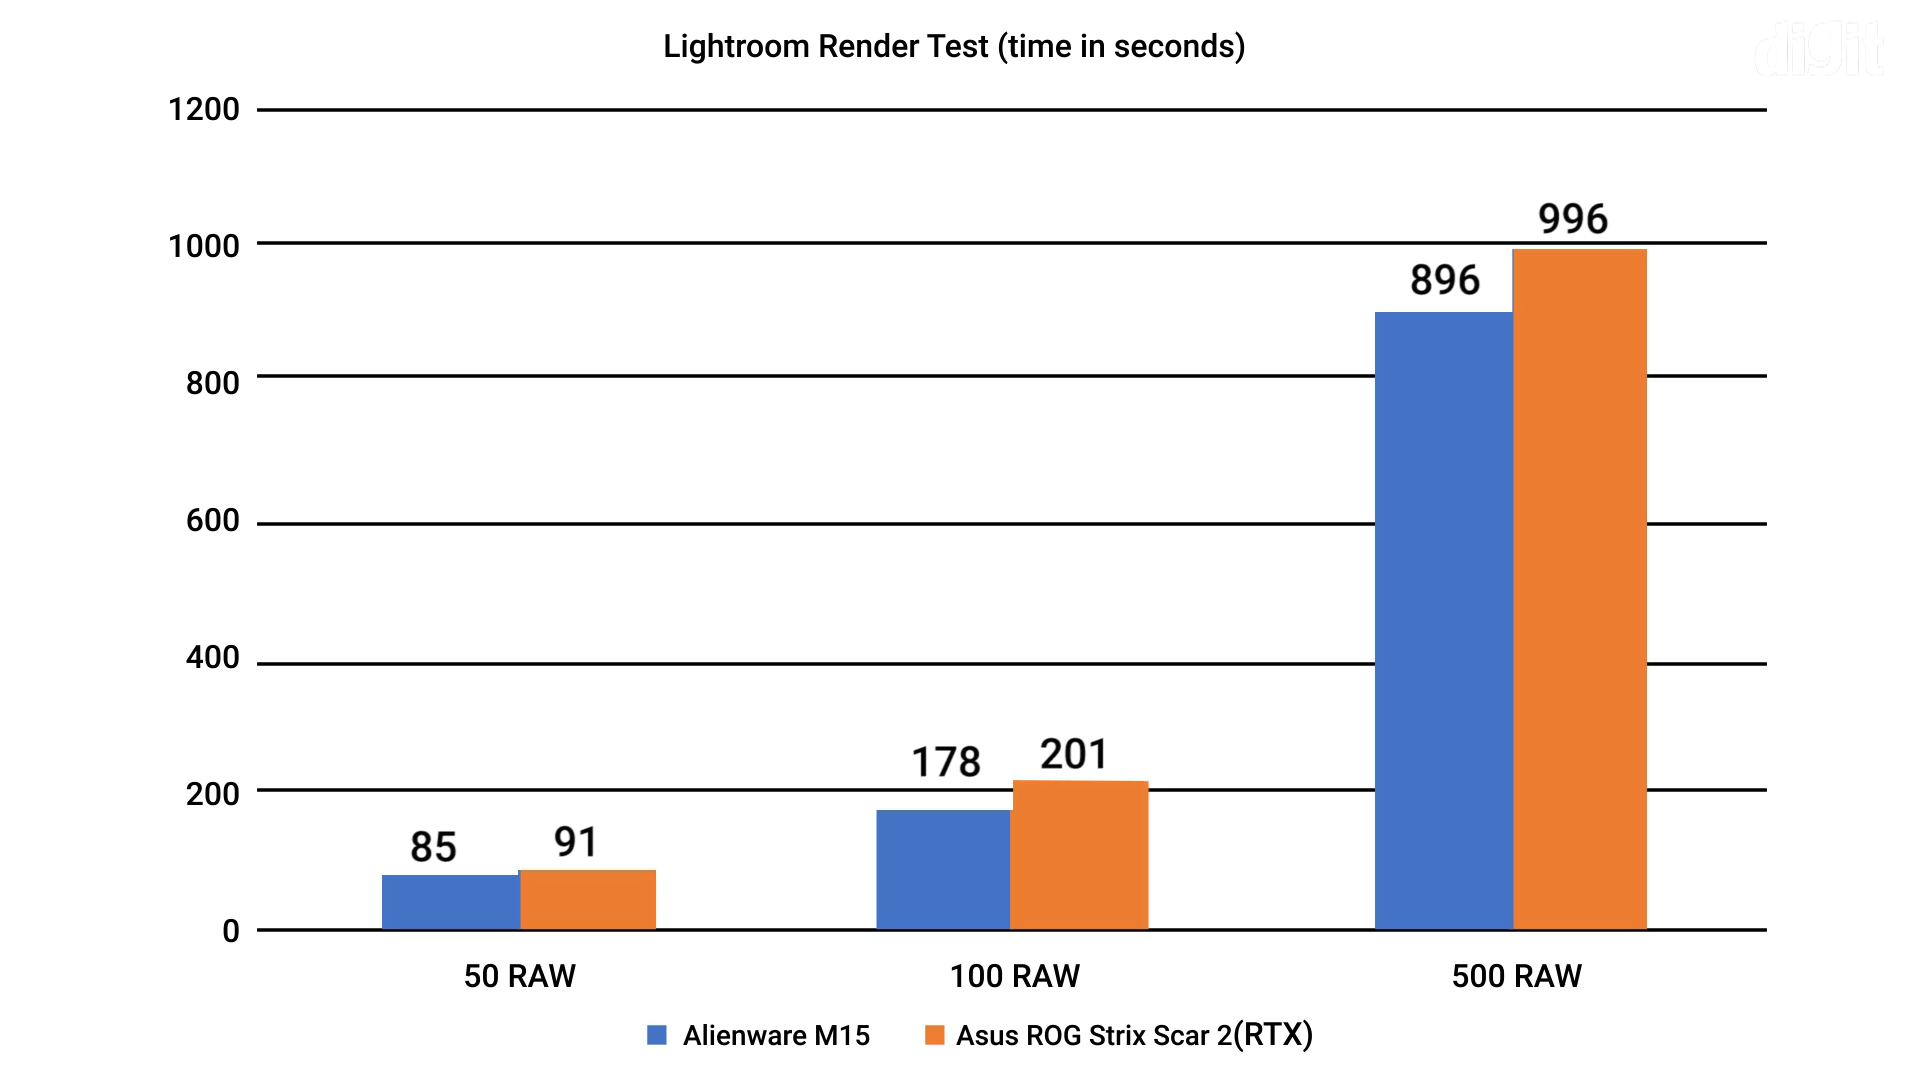 Lightroom Render Test (time in seconds)
digit
1200
1000
800
600
400
200
0
996
896
201
178
91
85
50 RAW
100 RAW
500 RAW
Alienware M15
Asus ROG Strix Scar 2(RTX)